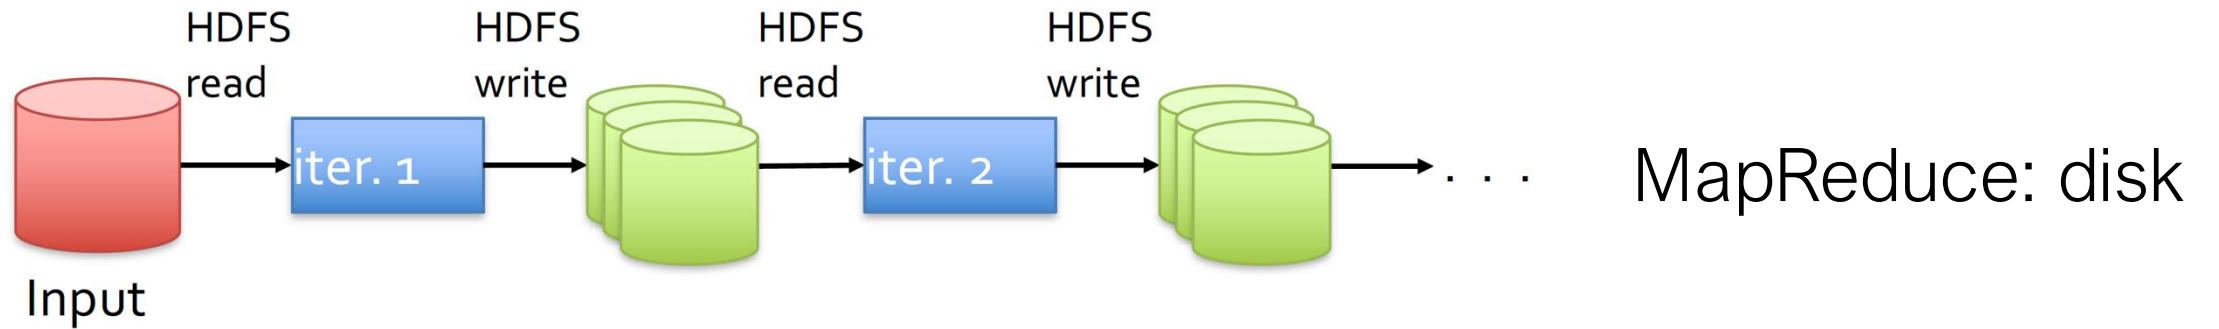 HDFS
read
HDFS
write
HDFS
read
HDFS
write
iter. 1
iter. 2
. . .
MapReduce: disk
Input